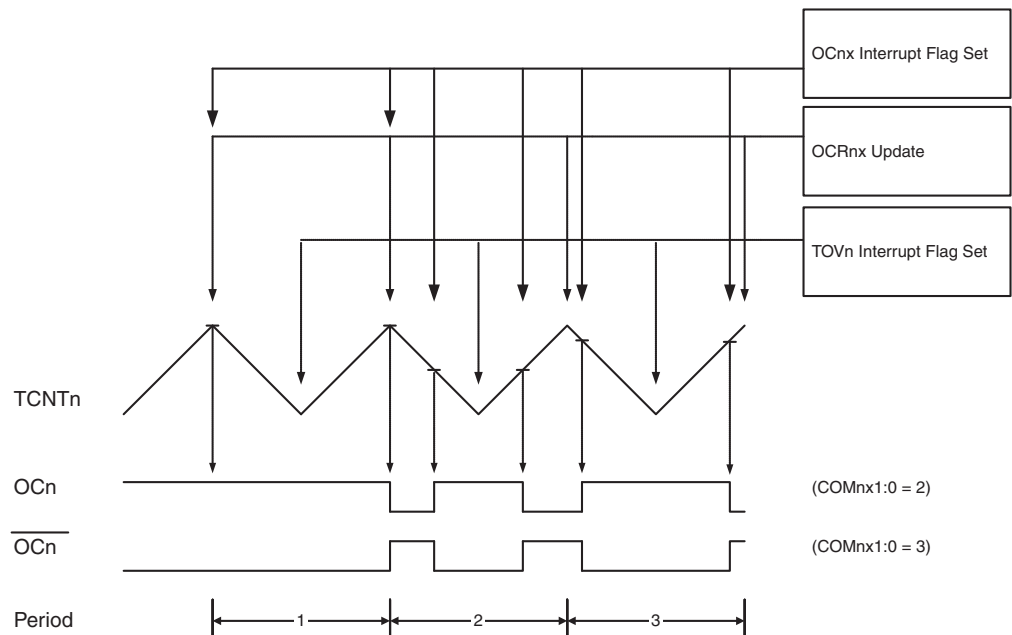 OCnx Interrupt Flag Set
OCRnx Update
TOVn Interrupt Flag Set
TCNTn
OCn
(COMnx1:0 = 2)
OCn
(COMnx1:0 = 3)
Period
1
2
3